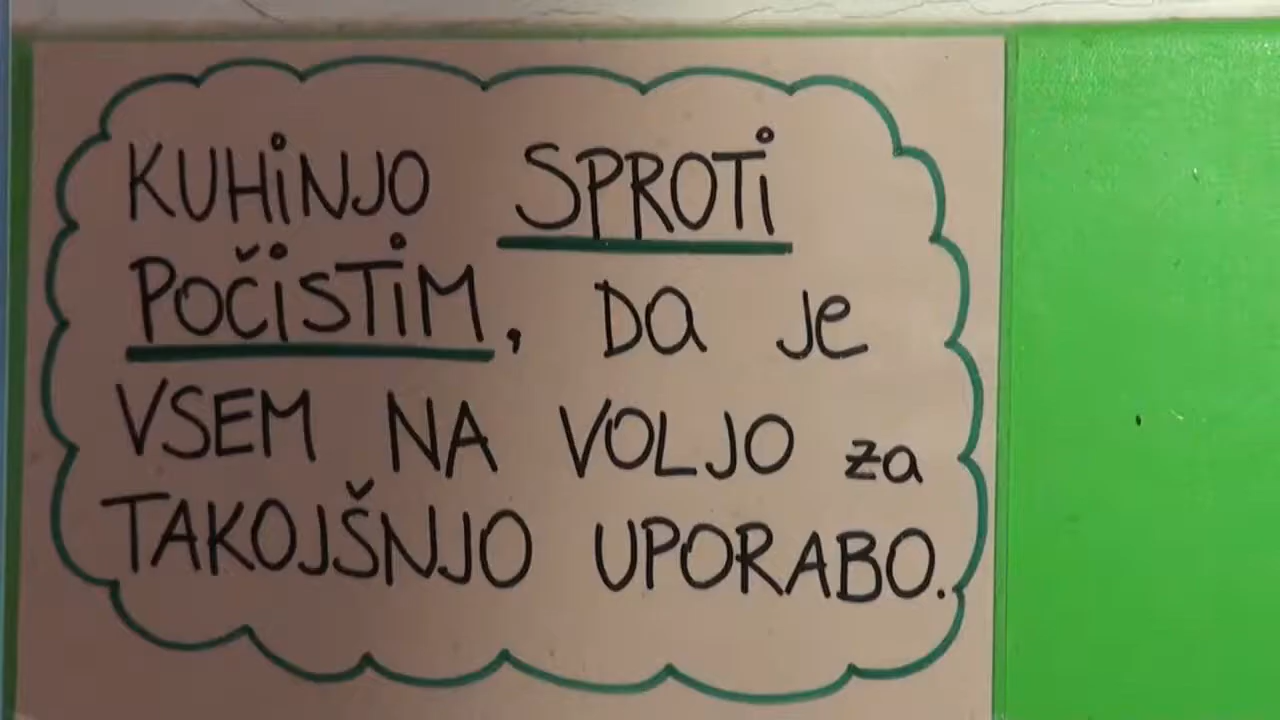 KUHiNJO SPROTi
POČiSTiM, Da Je
VSEM NA VOLJO za
TAKOJŠNJO UPORABO.